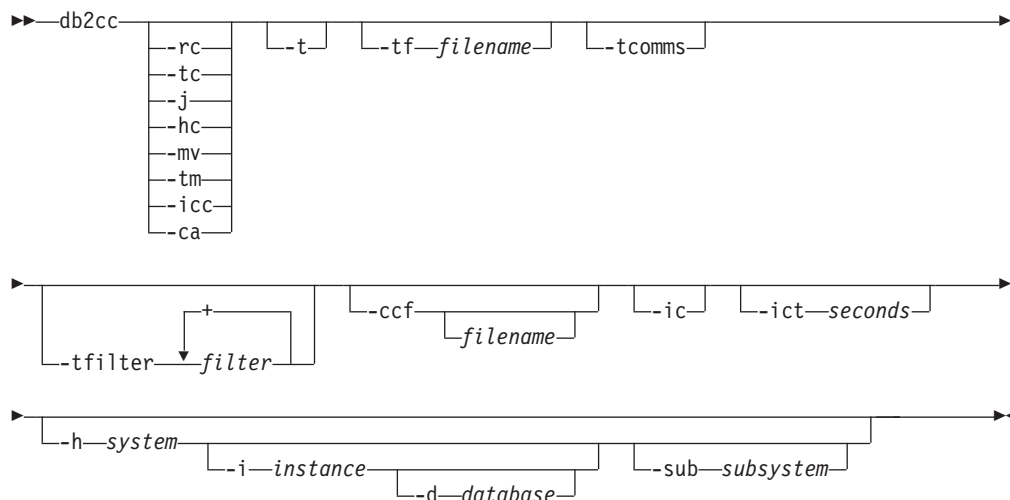 db2cc
-rc
-t
-tf filename
-tcomms
-tc
-j
-hc
-mv
-tm
-icc
-ca
-tfilter
+
filter
-ccf
filename
-ic
-ict seconds
-h system
-i instance
-d database
-sub subsystem